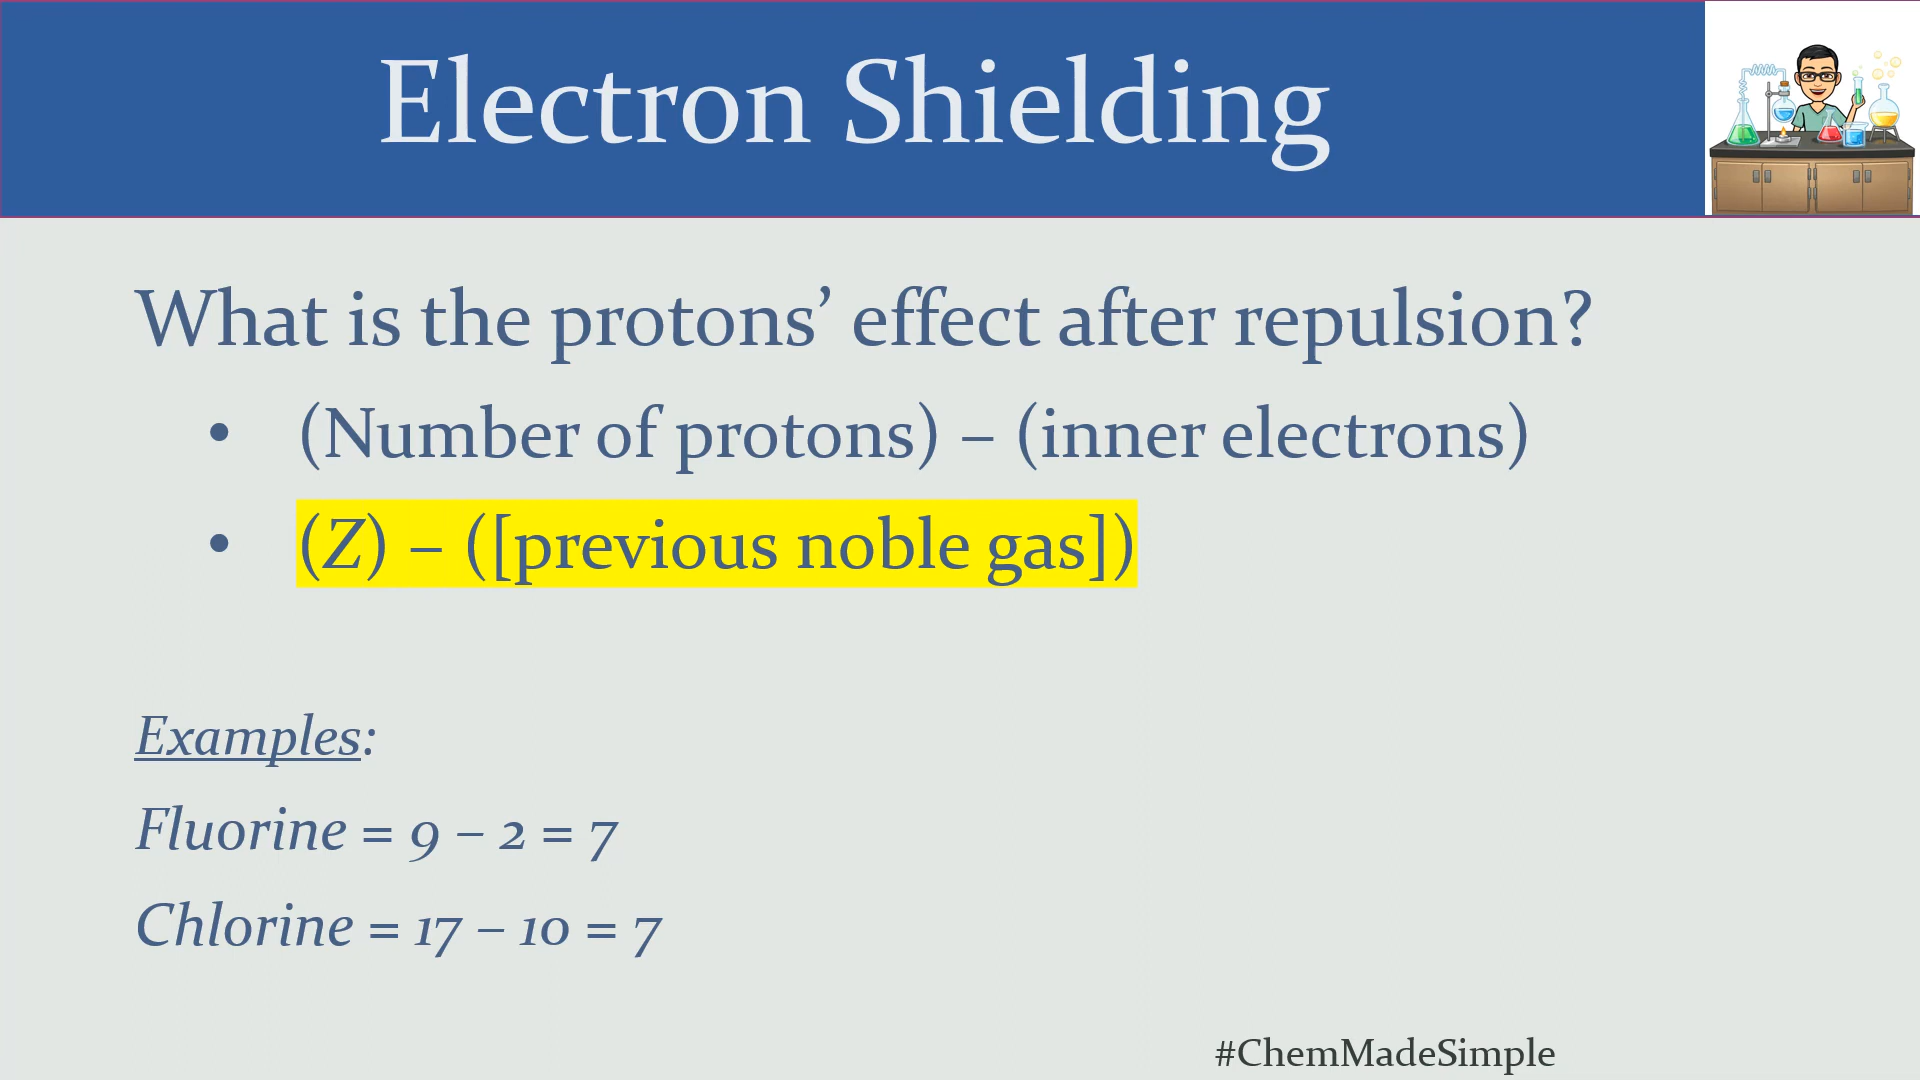 Electron Shielding
What is the protons’ effect after repulsion?
• (Number of protons) – (inner electrons)
• (Z) – ([previous noble gas])
Examples:
Fluorine = 9 – 2 = 7
Chlorine = 17 – 10 = 7
#ChemMadeSimple